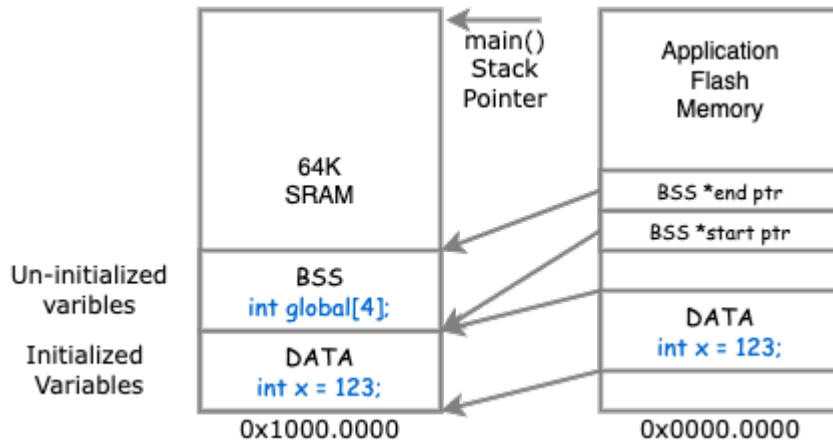 main()
Stack
Pointer
Application
Flash
Memory
64K
SRAM
BSS *end ptr
BSS *start ptr
Un-initialized
varibles
BSS
int global[4];
DATA
int x = 123;
Initialized
Variables
DATA
int x = 123;
0x1000.0000
0x0000.0000